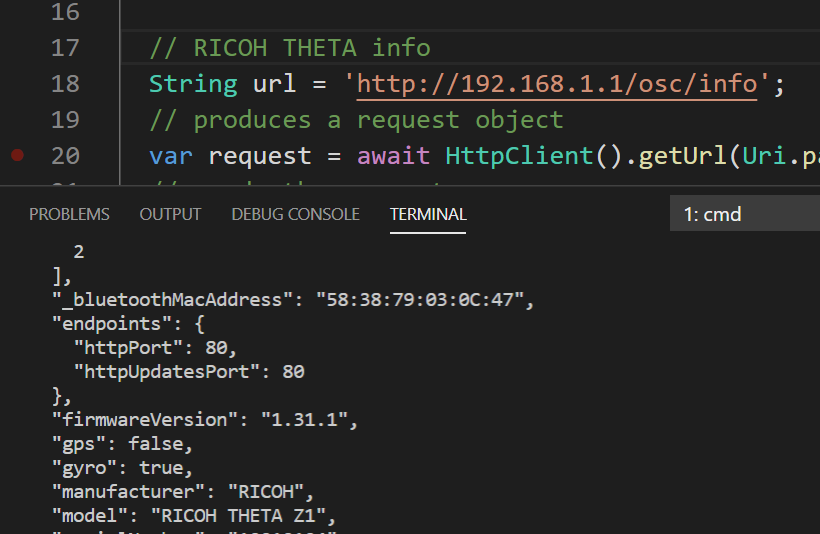 16
17 // RICOH THETA info
18 String url = 'http://192.168.1.1/osc/info';
19 // produces a request object
20 var request = await HttpClient().getUrl(Uri.pa
PROBLEMS OUTPUT DEBUG CONSOLE TERMINAL 1: cmd
2
],
"_bluetoothMacAddress": "58:38:79:03:0C:47",
"endpoints": {
"httpPort": 80,
"httpUpdatesPort": 80
},
"firmwareVersion": "1.31.1",
"gps": false,
"gyro": true,
"manufacturer": "RICOH",
"model": "RICOH THETA Z1",